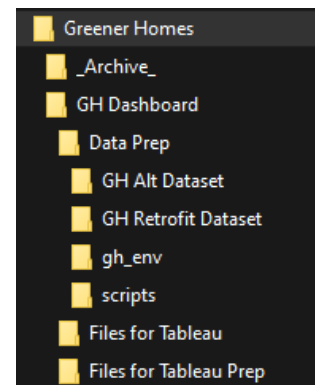 Greener Homes
_Archive_
GH Dashboard
Data Prep
GH Alt Dataset
GH Retrofit Dataset
gh_env
scripts
Files for Tableau
Files for Tableau Prep